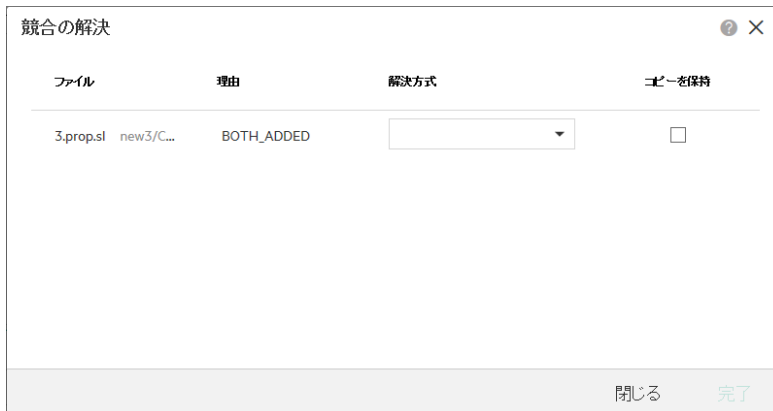 競合の解決
ファイル 理由 解決方式 コピーを保持
3.prop.sl new3/C... BOTH_ADDED
閉じる 完了